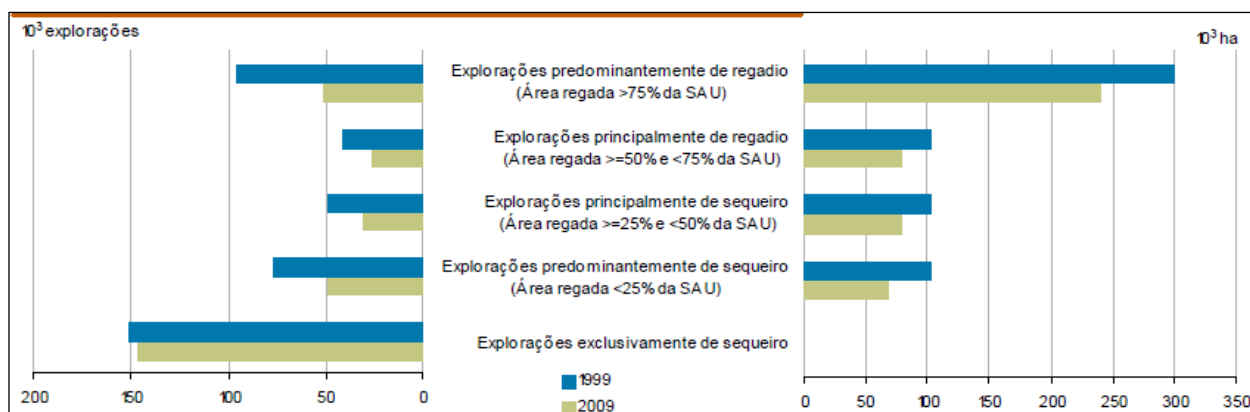 10³ explorações
10³ ha
Explorações predominantemente de regadio
(Área regada >75% da SAU)
Explorações principalmente de regadio
(Área regada >=50% e <75% da SAU)
Explorações principalmente de sequeiro
(Área regada >=25% e <50% da SAU)
Explorações predominantemente de sequeiro
(Área regada <25% da SAU)
Explorações exclusivamente de sequeiro
200 150 100 50 0
0 50 100 150 200 250 300 350
1999
2009